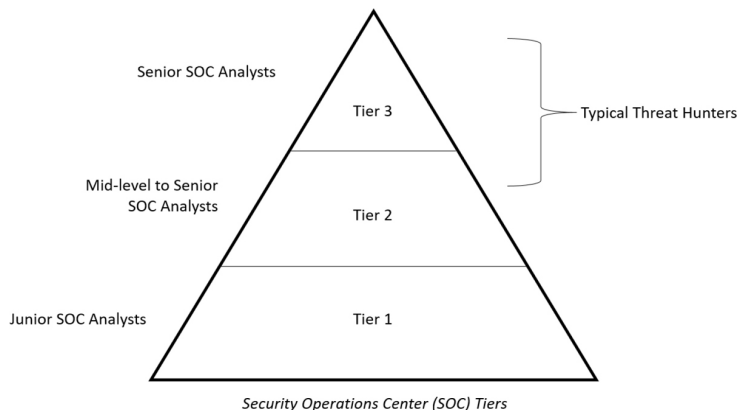 Senior SOC Analysts
Tier 3
Typical Threat Hunters
Mid-level to Senior
SOC Analysts
Tier 2
Junior SOC Analysts
Tier 1
Security Operations Center (SOC) Tiers